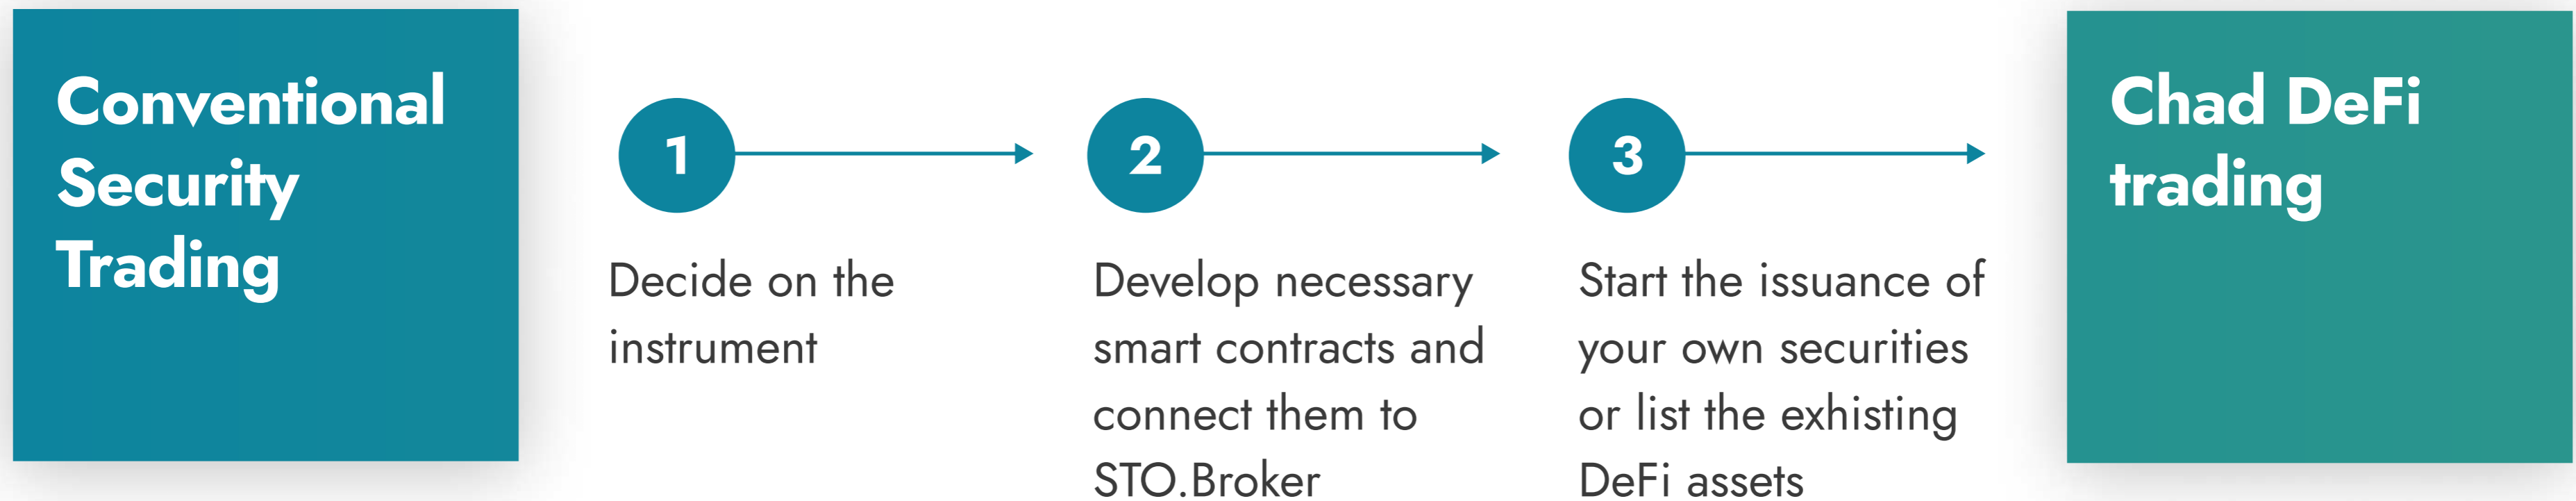 Conventional
Security
Trading
1
Decide on the
instrument
2
Develop necessary
smart contracts and
connect them to
STO.Broker
3
Start the issuance of
your own securities
or list the exhisting
DeFi assets
Chad DeFi
trading